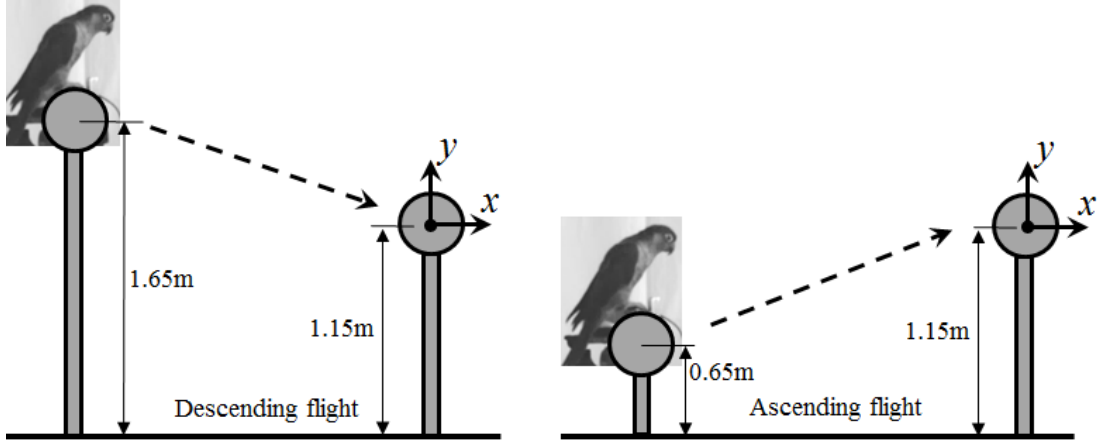 y
x
1.65m
1.15m
Descending flight
y
x
1.15m
0.65m
Ascending flight